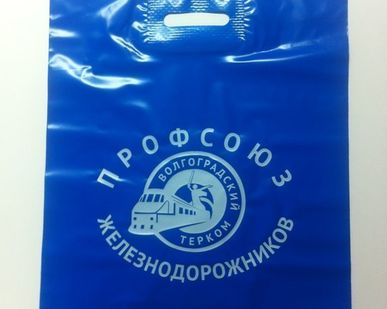 ПРОФСОЮЗ
ВОЛГОГРАДСКИЙ
ТЕРКОМ
ЖЕЛЕЗНОДОРОЖНИКОВ